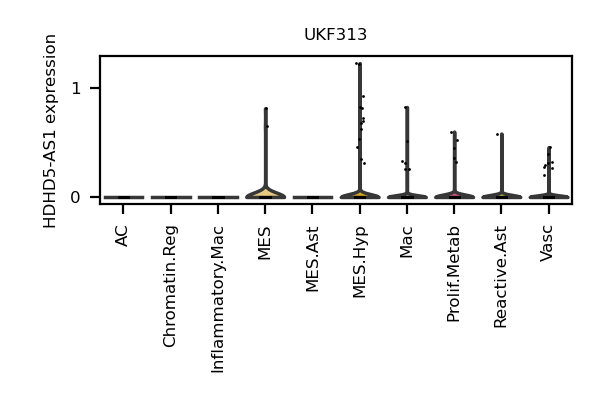 UKF313
HDHD5-AS1 expression
1
0
AC
Chromatin.Reg
Inflammatory.Mac
MES
MES.Ast
MES.Hyp
Mac
Prolif.Metab
Reactive.Ast
Vasc